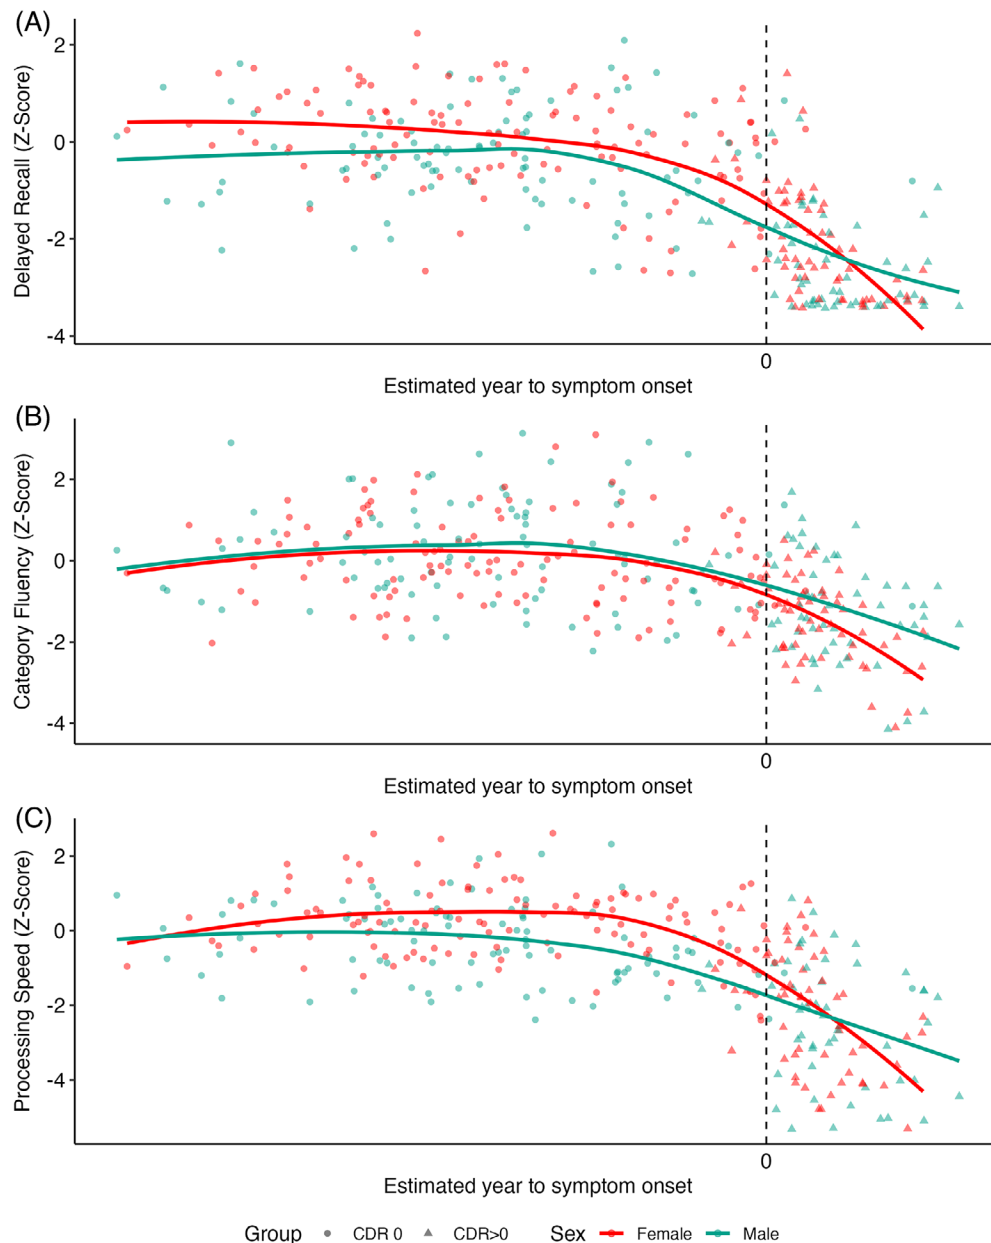 (A)
Delayed Recall (Z-Score)
2
0
-2
-4
0
Estimated year to symptom onset
(B)
Category Fluency (Z-Score)
2
0
-2
-4
0
Estimated year to symptom onset
(C)
Processing Speed (Z-Score)
2
0
-2
-4
0
Estimated year to symptom onset
Group CDR 0 CDR>0 Sex Female Male